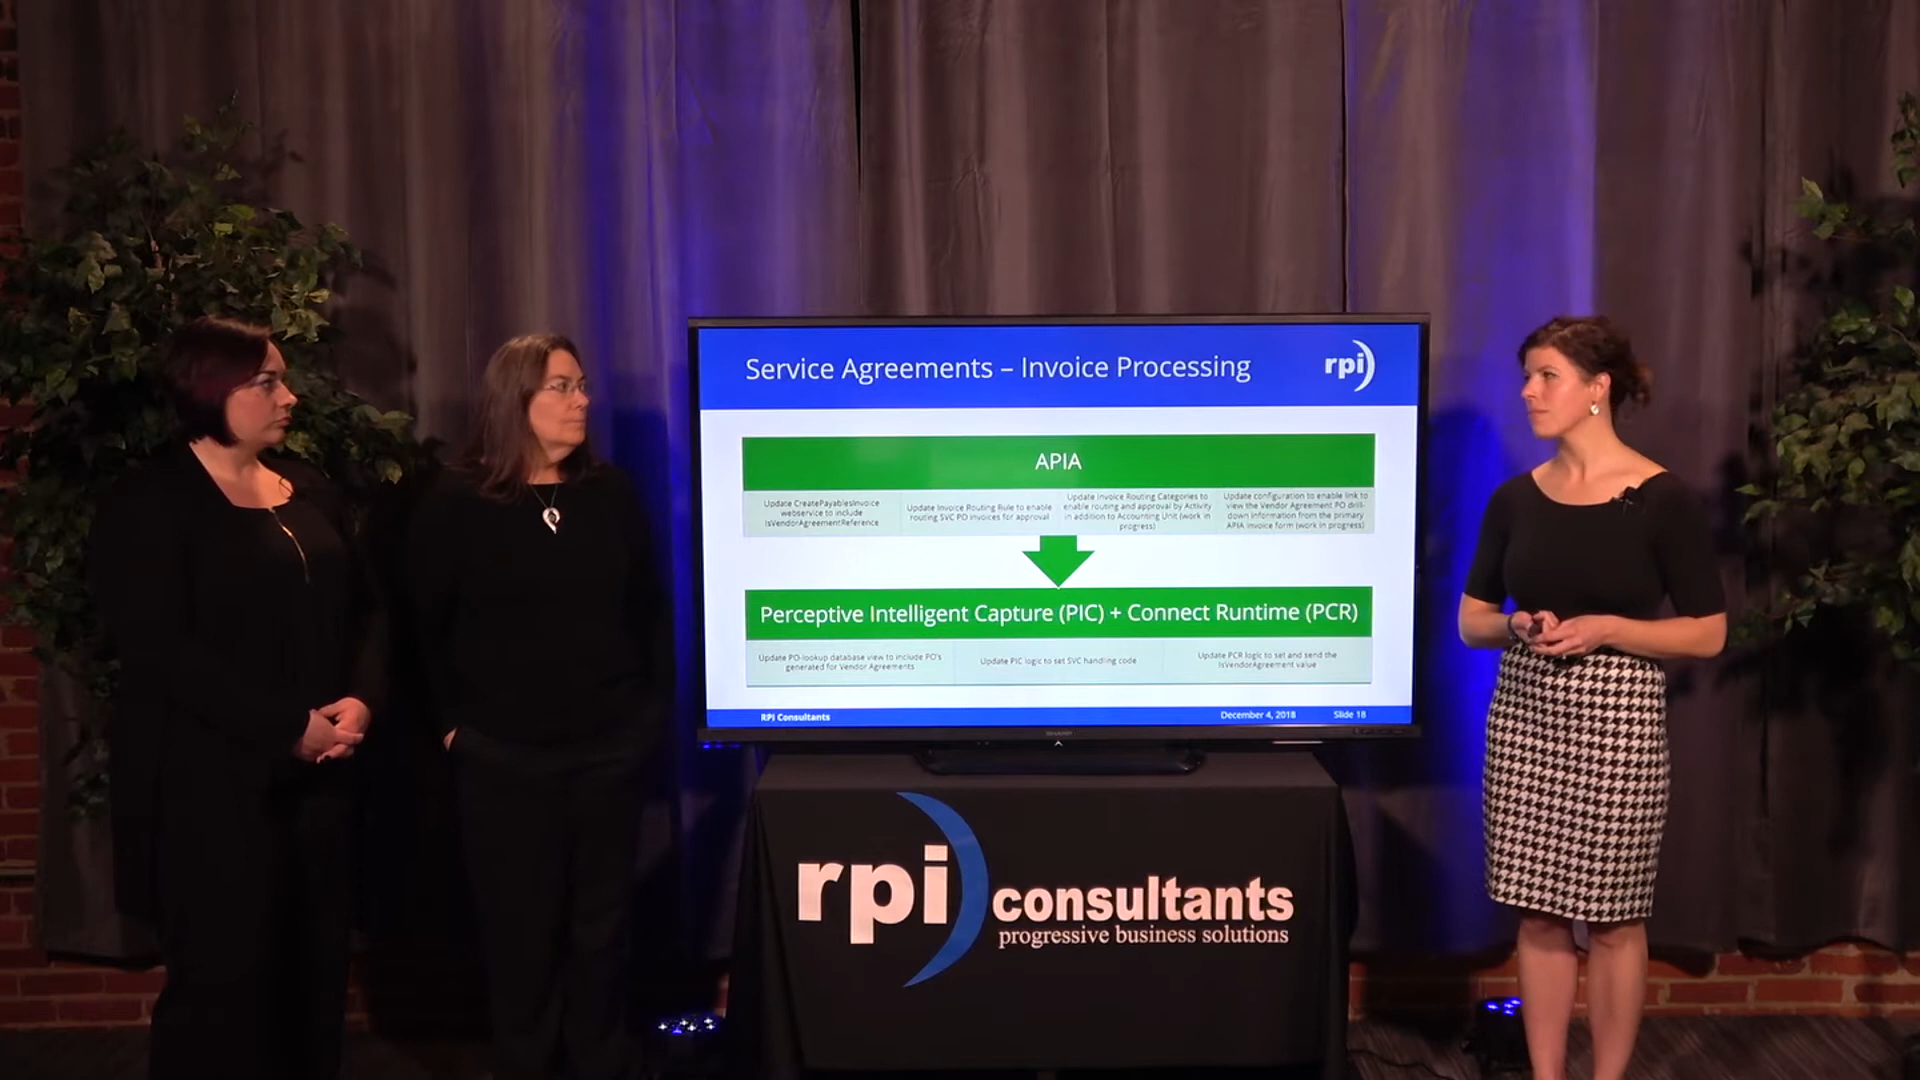 Service Agreements – Invoice Processing
rpi
APIA
Update CreatePayablesInvoice
webservice to include
IsVendorAgreementReference
Update Invoice Routing Rule to enable
routing SVC PO invoices for approval
Update Invoice Routing Categories to
enable routing and approval by Activity
in addition to Accounting Unit (work in
progress)
Update configuration to enable link to
view the Vendor Agreement PO drill-
down information from the primary
APIA invoice form (work in progress)
Perceptive Intelligent Capture (PIC) + Connect Runtime (PCR)
Update PO-lookup database view to include PO's
generated for Vendor Agreements
Update PIC logic to set SVC handling code
Update PCR logic to set and send the
IsVendorAgreement value
RPI Consultants
December 4, 2018
Slide 18
SHARP
rpi consultants
progressive business solutions